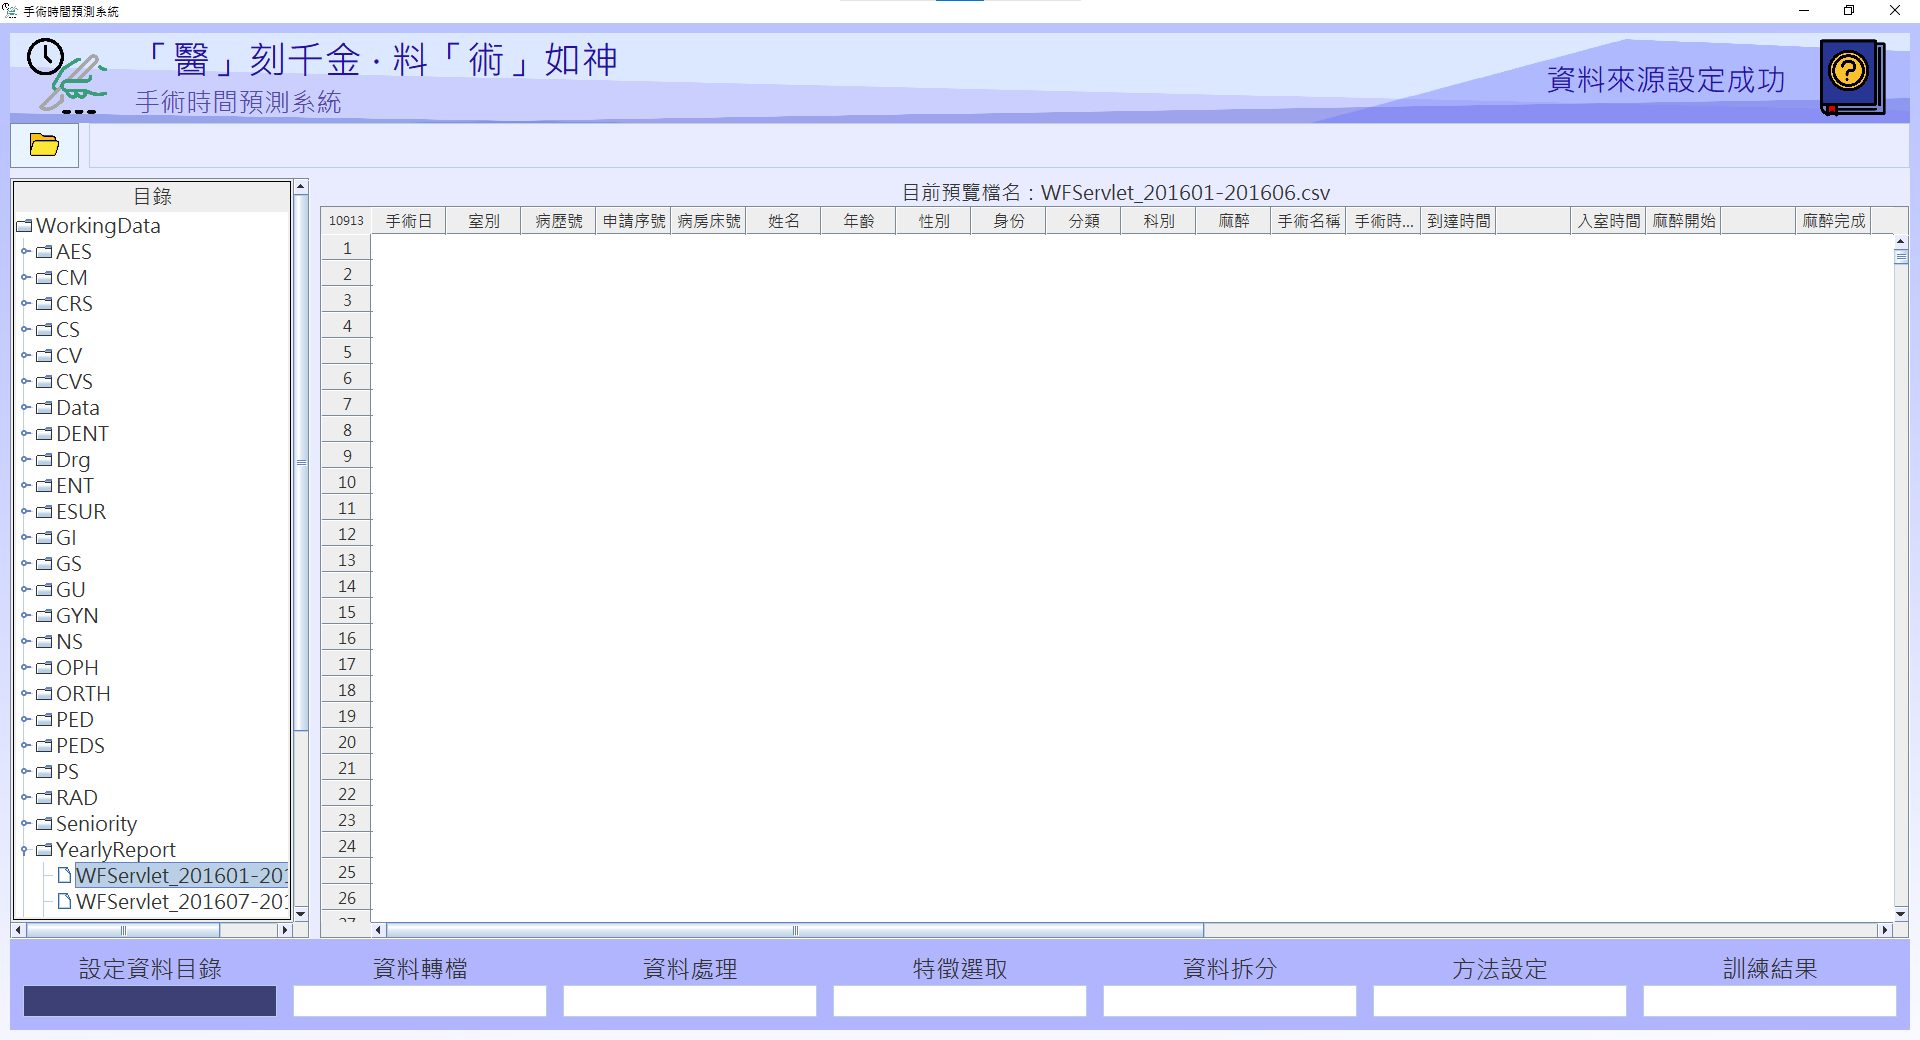 手術時間預測系統
「醫」刻千金·料「術」如神
手術時間預測系統
資料來源設定成功
目錄
WorkingData
AES
CM
CRS
CS
CV
CVS
Data
DENT
Drg
ENT
ESUR
GI
GS
GU
GYN
NS
OPH
ORTH
PED
PEDS
PS
RAD
Seniority
YearlyReport
WFServlet_201601-201
WFServlet_201607-201
目前預覽檔名：WFServlet_201601-201606.csv
10913 手術日 室別 病歷號 申請序號 病房床號 姓名 年齡 性別 身份 分類 科別 麻醉 手術名稱 手術時... 到達時間 入室時間 麻醉開始 麻醉完成
1
2
3
4
5
6
7
8
9
10
11
12
13
14
15
16
17
18
19
20
21
22
23
24
25
26
27
設定資料目錄 資料轉檔 資料處理 特徵選取 資料拆分 方法設定 訓練結果